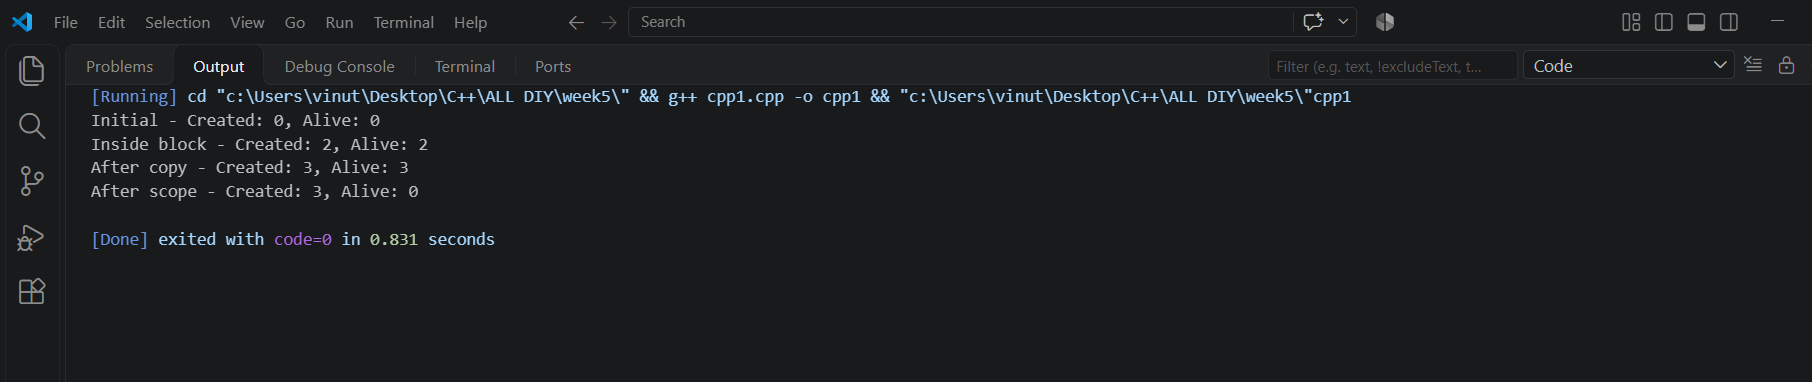 File Edit Selection View Go Run Terminal Help Search
Problems Output Debug Console Terminal Ports Filter (e.g. text, !excludeText, t... Code
[Running] cd "c:\Users\vinut\Desktop\C++\ALL DIY\week5\" && g++ cpp1.cpp -o cpp1 && "c:\Users\vinut\Desktop\C++\ALL DIY\week5\"cpp1
Initial - Created: 0, Alive: 0
Inside block - Created: 2, Alive: 2
After copy - Created: 3, Alive: 3
After scope - Created: 3, Alive: 0
[Done] exited with code=0 in 0.831 seconds